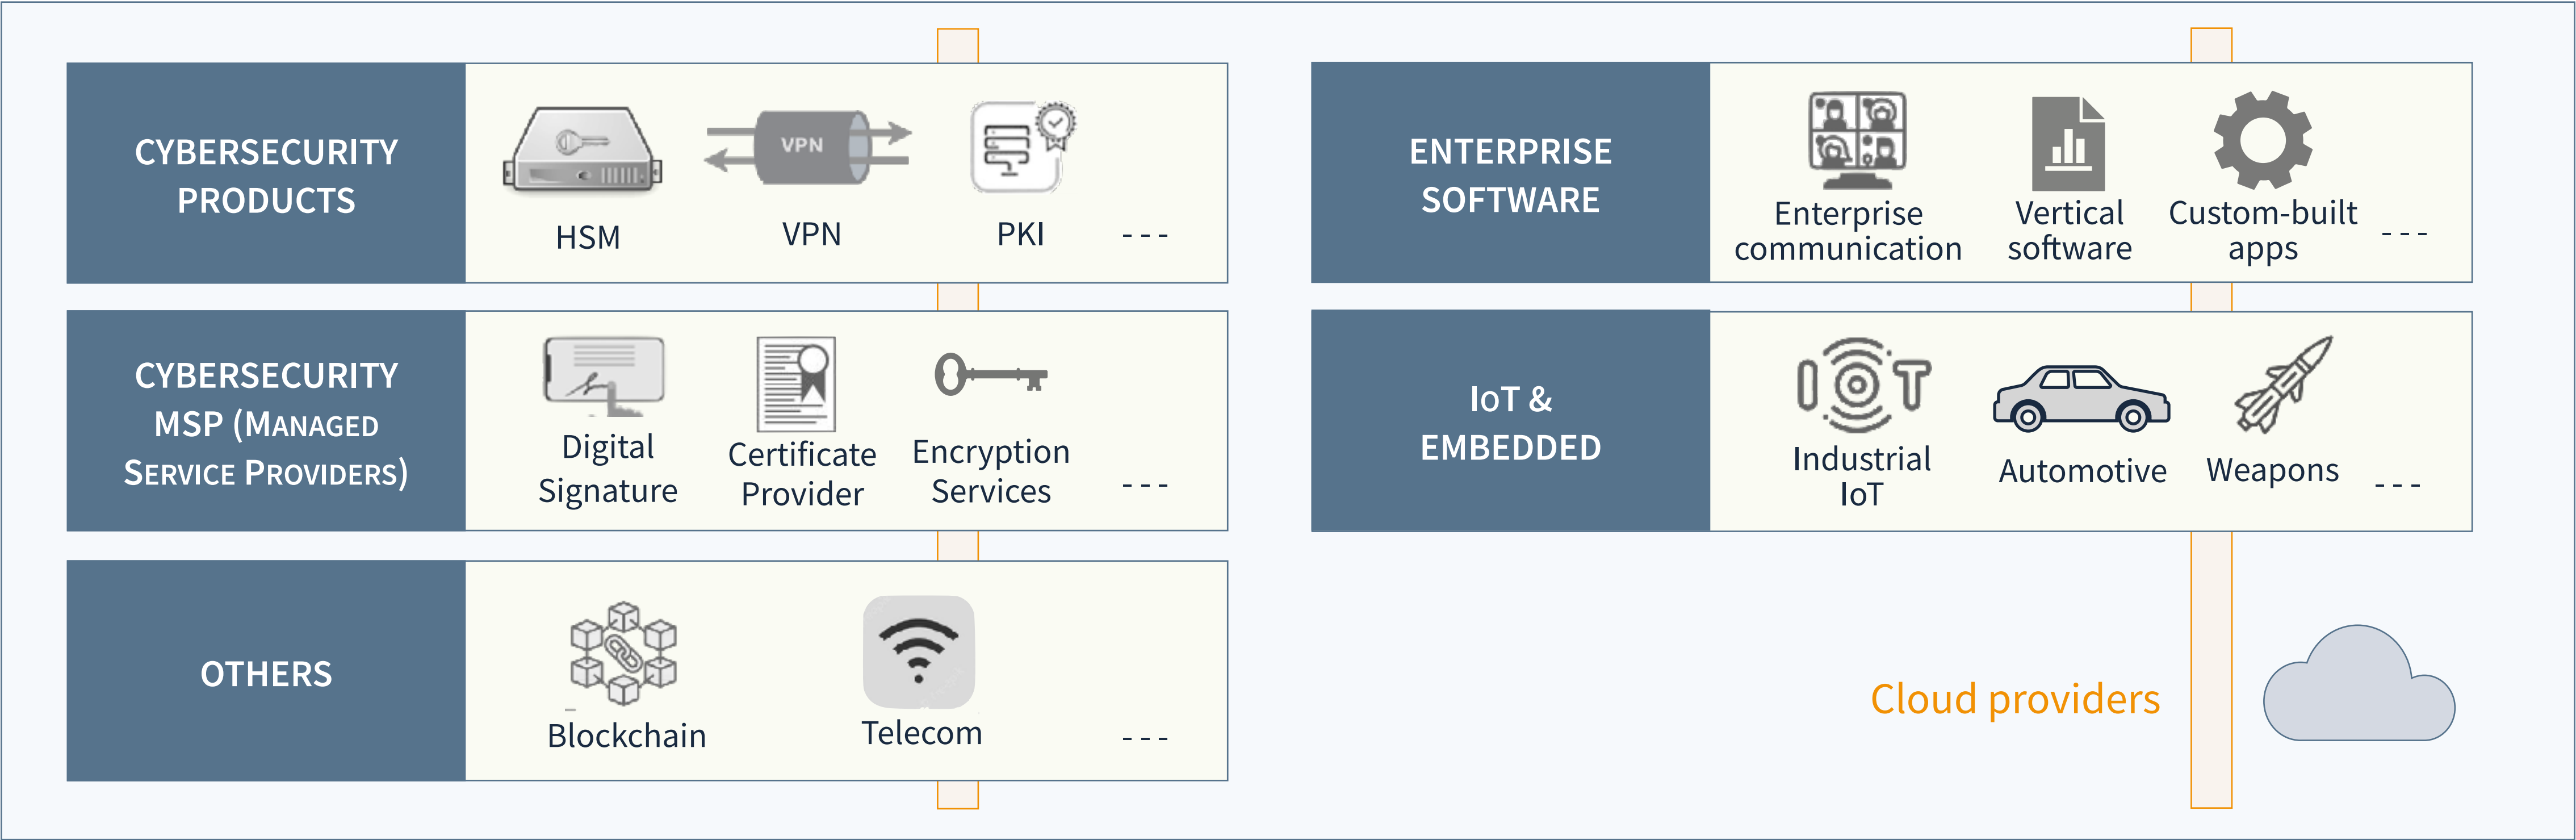 CYBERSECURITY
PRODUCTS
VPN
HSM
VPN
PKI
---
CYBERSECURITY
MSP (MANAGED
SERVICE PROVIDERS)
Digital
Signature
Certificate
Provider
Encryption
Services
---
OTHERS
Blockchain
Telecom
---
ENTERPRISE
SOFTWARE
Enterprise
communication
Vertical
software
Custom-built
apps
---
IoT &
EMBEDDED
IOT
Industrial
IoT
Automotive
Weapons
---
Cloud providers